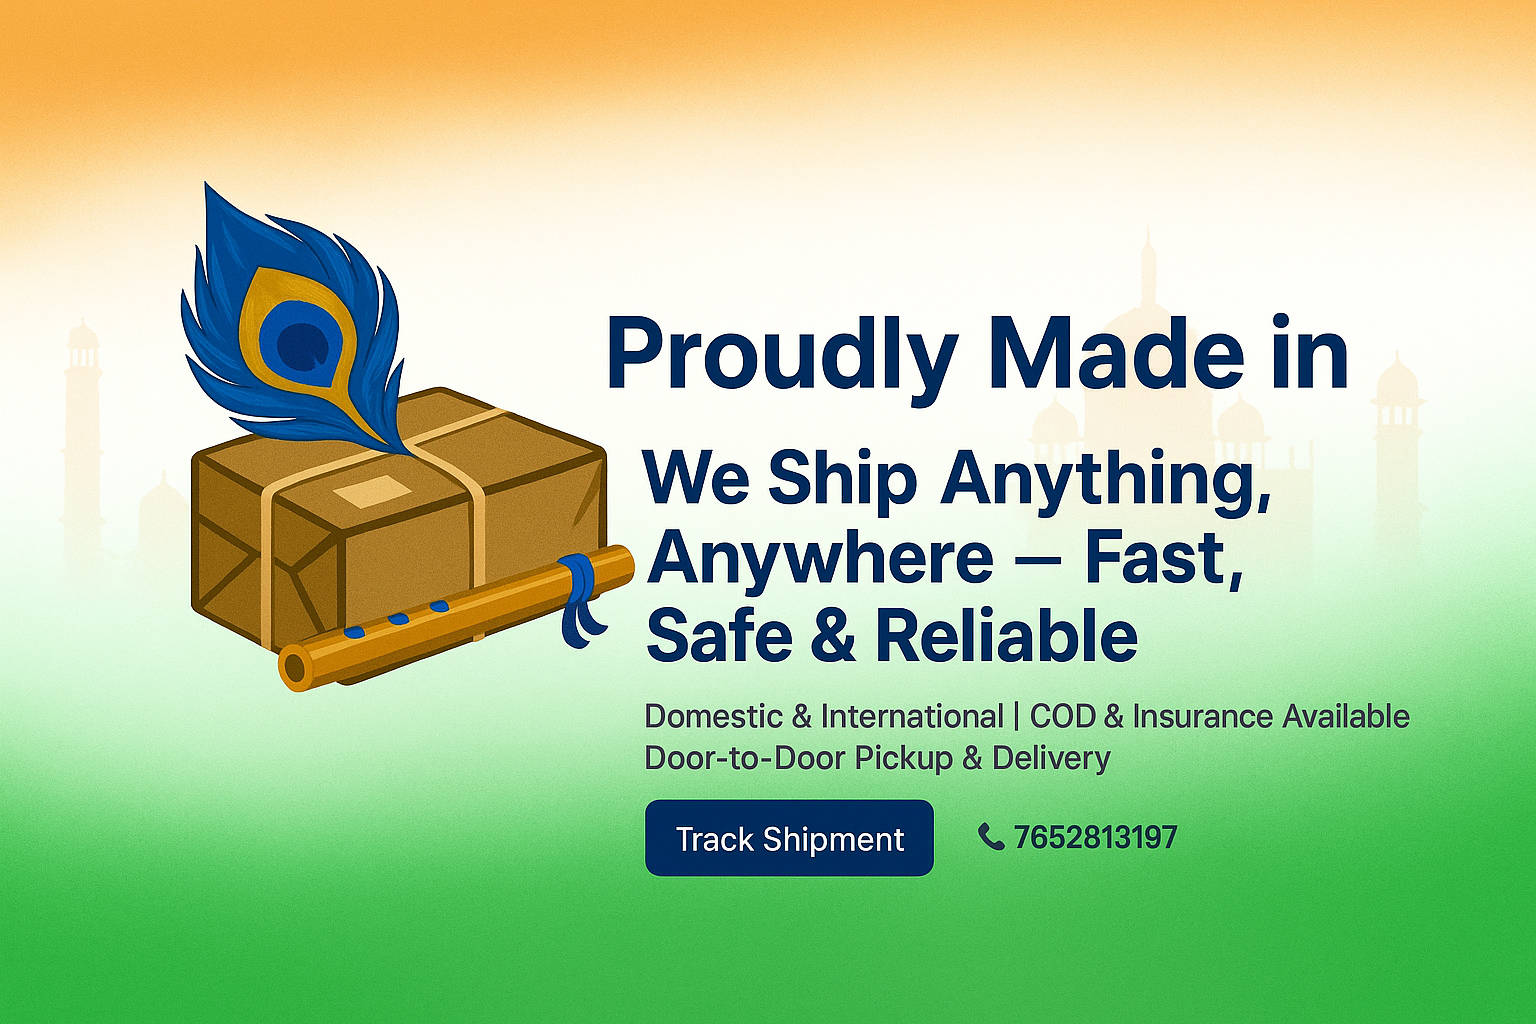 Proudly Made in
We Ship Anything,
Anywhere – Fast,
Safe & Reliable
Domestic & International | COD & Insurance Available
Door-to-Door Pickup & Delivery
Track Shipment
7652813197